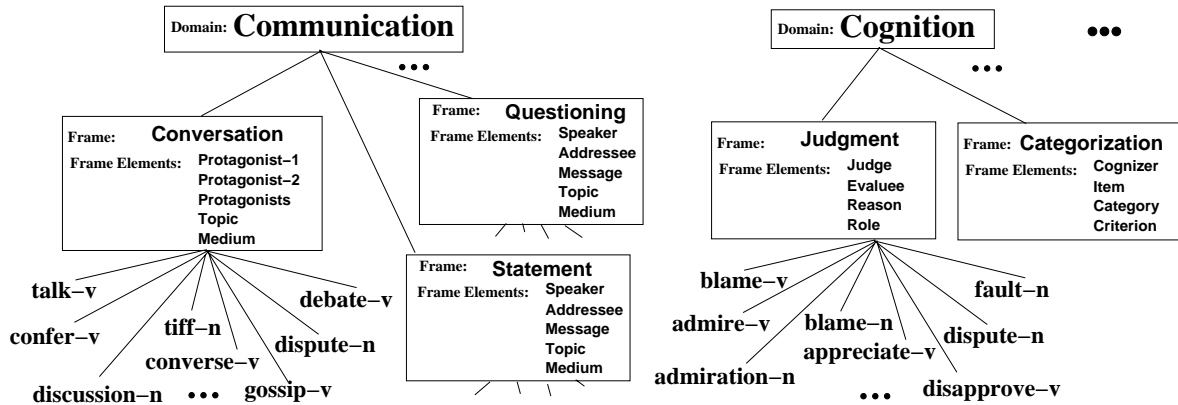 Domain: Communication
Domain: Cognition
Frame: Conversation
Frame Elements: Protagonist–1
Protagonist–2
Protagonists
Topic
Medium
Frame: Questioning
Frame Elements: Speaker
Addressee
Message
Topic
Medium
Frame: Statement
Frame Elements: Speaker
Addressee
Message
Topic
Medium
talk–v
confer–v
discussion–n
tiff–n
converse–v
gossip–v
dispute–n
debate–v
Frame: Judgment
Frame Elements: Judge
Evaluee
Reason
Role
Frame: Categorization
Frame Elements: Cognizer
Item
Category
Criterion
blame–v
admire–v
admiration–n
blame–n
appreciate–v
disapprove–v
dispute–n
fault–n